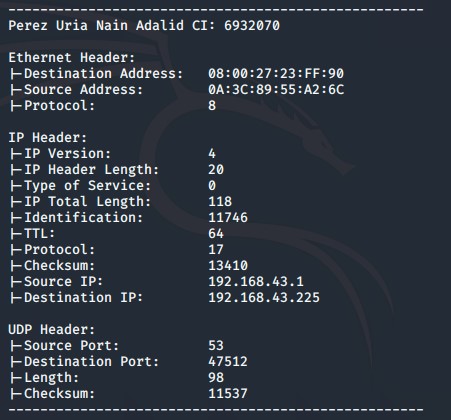 ----------------------------------------------------
Perez Uria Nain Adalid CI: 6932070
Ethernet Header:
├─Destination Address: 08:00:27:23:FF:90
├─Source Address: 0A:3C:89:55:A2:6C
├─Protocol: 8
IP Header:
├─IP Version: 4
├─IP Header Length: 20
├─Type of Service: 0
├─IP Total Length: 118
├─Identification: 11746
├─TTL: 64
├─Protocol: 17
├─Checksum: 13410
├─Source IP: 192.168.43.1
├─Destination IP: 192.168.43.225
UDP Header:
├─Source Port: 53
├─Destination Port: 47512
├─Length: 98
├─Checksum: 11537
----------------------------------------------------